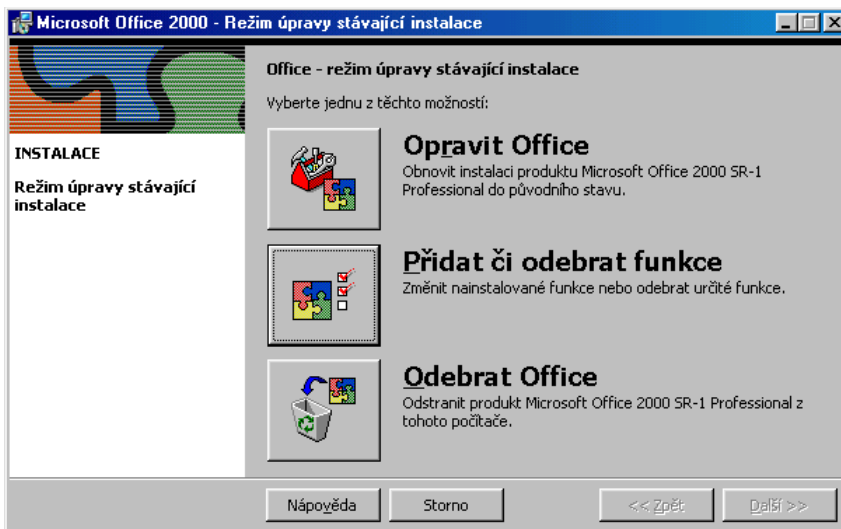 Microsoft Office 2000 - Režim úpravy stávající instalace
Office - režim úpravy stávající instalace
Vyberte jednu z těchto možností:
INSTALACE
Režim úpravy stávající
instalace
Opravit Office
Obnovit instalaci produktu Microsoft Office 2000 SR-1
Professional do původního stavu.
Přidat či odebrat funkce
Změnit nainstalované funkce nebo odebrat určité funkce.
Odebrat Office
Odstranit produkt Microsoft Office 2000 SR-1 Professional z
tohoto počítače.
Nápověda
Storno
<< Zpět
Další >>